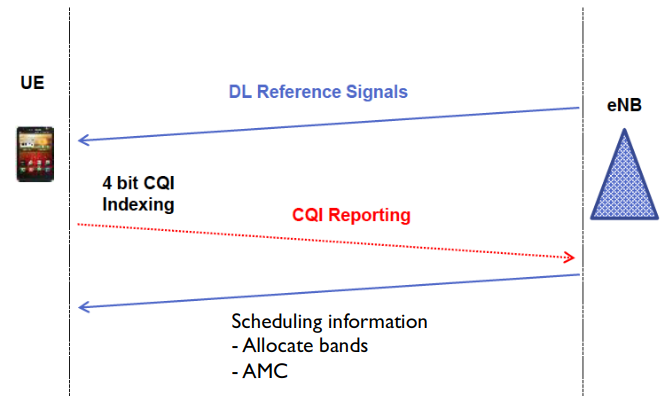 UE
DL Reference Signals
eNB
4 bit CQI
Indexing
CQI Reporting
Scheduling information
- Allocate bands
- AMC